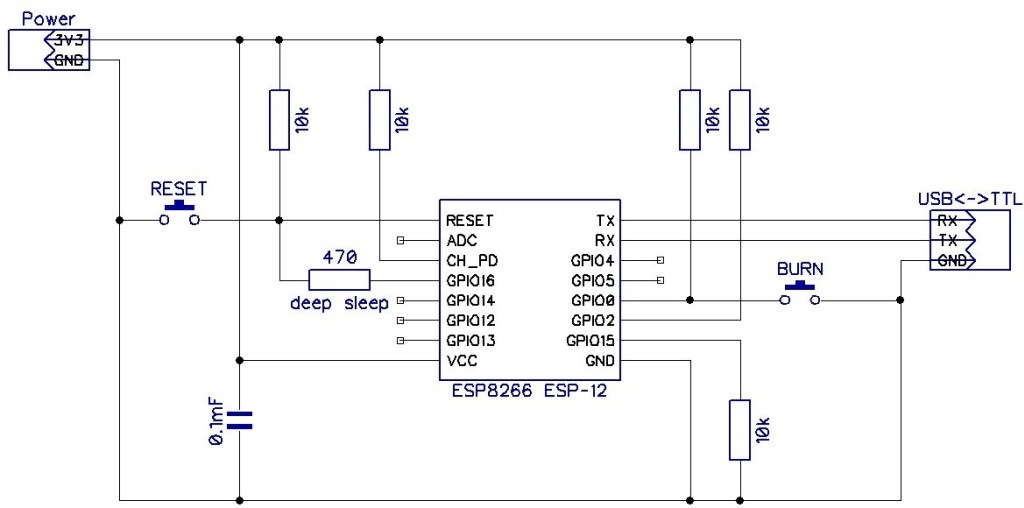 Power
3V3
GND
10k
10k
10k
10k
RESET
USB<->TTL
RESET
TX
RX
ADC
RX
TX
CH_PD
GPIO4
GND
470
GPIO16
GPIO5
BURN
deep sleep
GPIO14
GPIO0
GPIO12
GPIO2
GPIO13
GPIO15
VCC
GND
ESP8266 ESP-12
0.1mF
10k